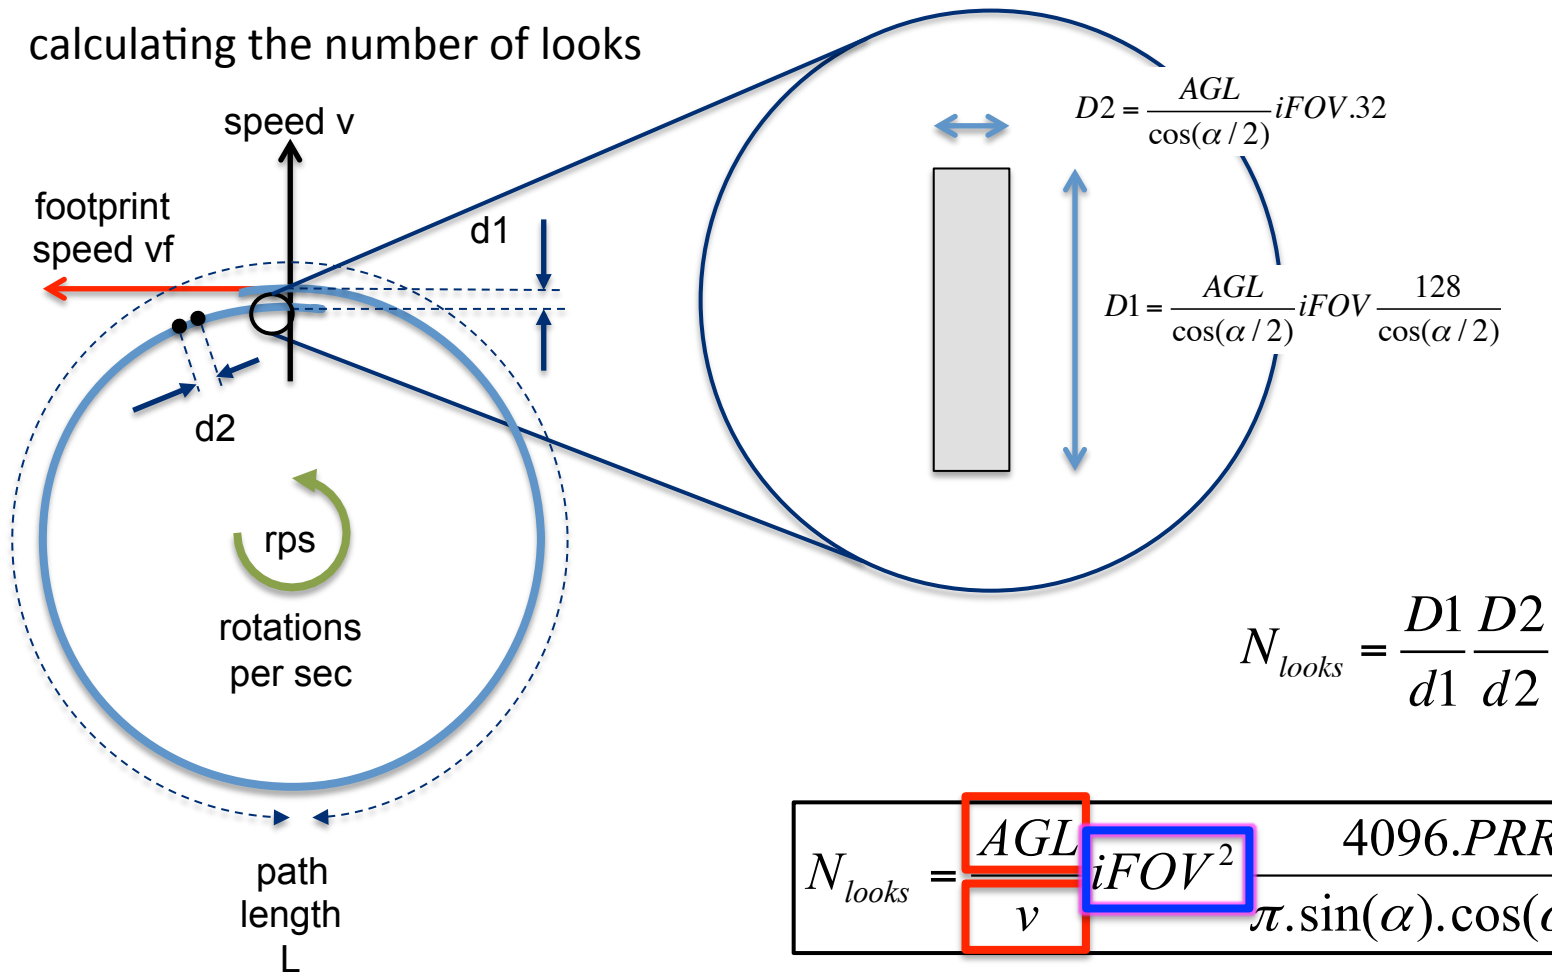 calculating the number of looks
speed v
footprint
speed vf
d1
d2
rps
rotations
per sec
path
length
L
D2 = AGL / cos(α / 2) iFOV.32
D1 = AGL / cos(α / 2) iFOV 128 / cos(α / 2)
N_looks = D1 / d1 D2 / d2
N_looks = AGL / v iFOV² 4096.PRR / π.sin(α).cos(